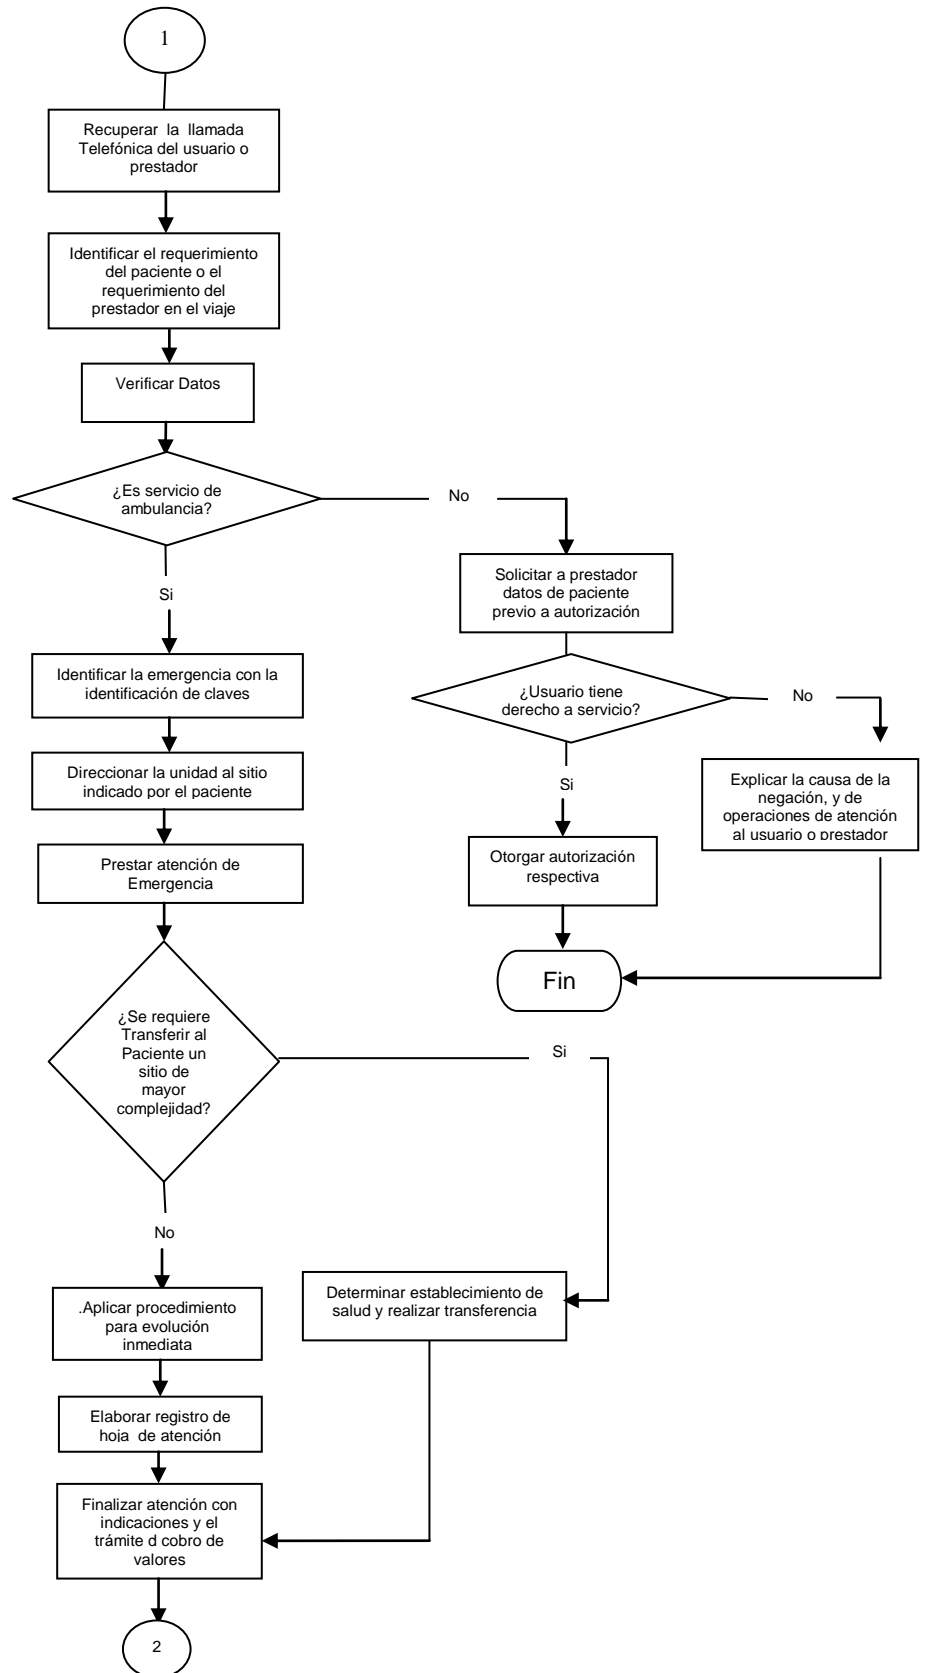 1
Recuperar la llamada
Telefónica del usuario o
prestador
Identificar el requerimiento
del paciente o el
requerimiento del
prestador en el viaje
Verificar Datos
¿Es servicio de
ambulancia?
No
Si
Solicitar a prestador
datos de paciente
previo a autorización
Identificar la emergencia con la
identificación de claves
¿Usuario tiene
derecho a servicio?
No
Direccionar la unidad al sitio
indicado por el paciente
Si
Explicar la causa de la
negación, y de
operaciones de atención
al usuario o prestador
Prestar atención de
Emergencia
Otorgar autorización
respectiva
Fin
¿Se requiere
Transferir al
Paciente un
sitio de
mayor
complejidad?
Si
No
.Aplicar procedimiento
para evolución
inmediata
Determinar establecimiento de
salud y realizar transferencia
Elaborar registro de
hoja de atención
Finalizar atención con
indicaciones y el
trámite d cobro de
valores
2